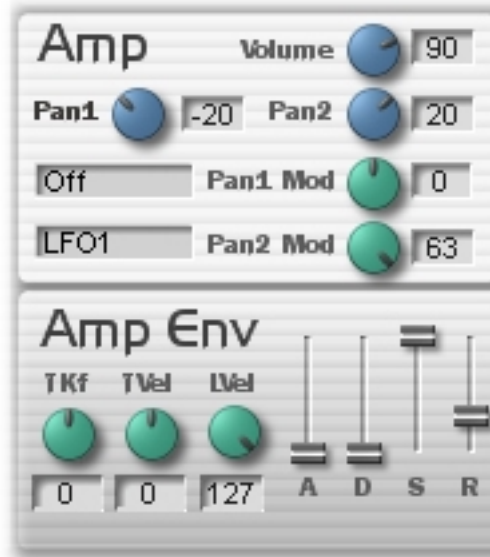 Amp
Volume 90
Pan1 -20 Pan2 20
Off Pan1 Mod 0
LFO1 Pan2 Mod 63
Amp Env
TKf TVel LVel
0 0 127 A D S R